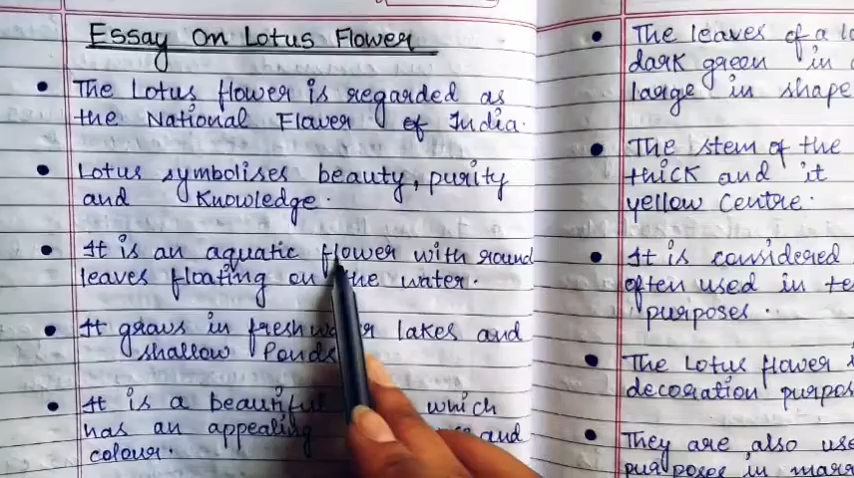 Essay On Lotus Flower
• The Lotus flower is regarded as
the National Flower of India.
• Lotus symbolises beauty, purity
and Knowledge.
• It is an aquatic flower with round
leaves floating on the water.
• It grows in freshwater lakes and
shallow Ponds
• It is a beautiful which
has an appealing and
colour.
• The leaves of a
dark green in
large in shape
• The stem of the
thick and it
yellow centre.
• It is considered
often used in
purposes.
• The Lotus flower
decoration
• They are also
purposes in